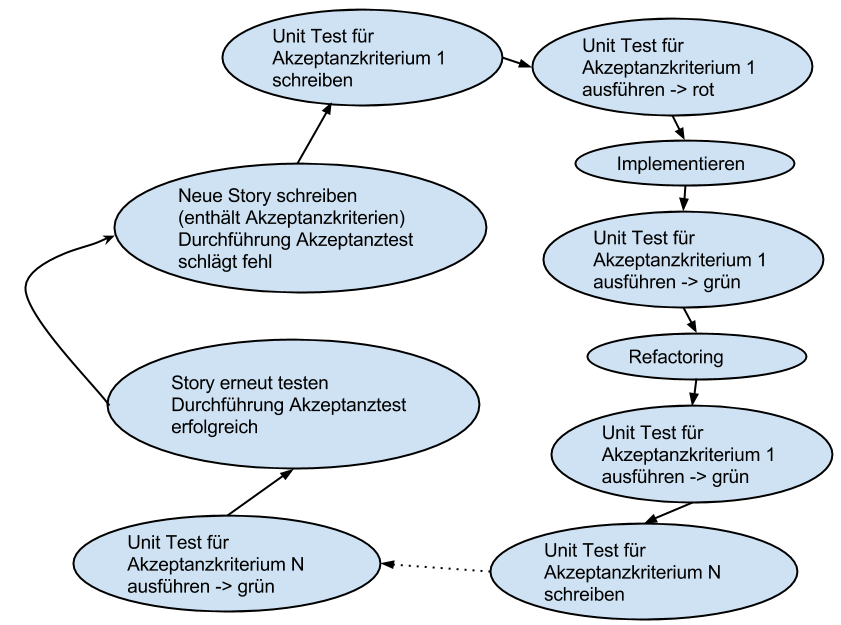 Unit Test für
Akzeptanzkriterium 1
schreiben
Unit Test für
Akzeptanzkriterium 1
ausführen -> rot
Implementieren
Unit Test für
Akzeptanzkriterium 1
ausführen -> grün
Refactoring
Unit Test für
Akzeptanzkriterium 1
ausführen -> grün
Unit Test für
Akzeptanzkriterium N
schreiben
Unit Test für
Akzeptanzkriterium N
ausführen -> grün
Story erneut testen
Durchführung Akzeptanztest
erfolgreich
Neue Story schreiben
(enthält Akzeptanzkriterien)
Durchführung Akzeptanztest
schlägt fehl